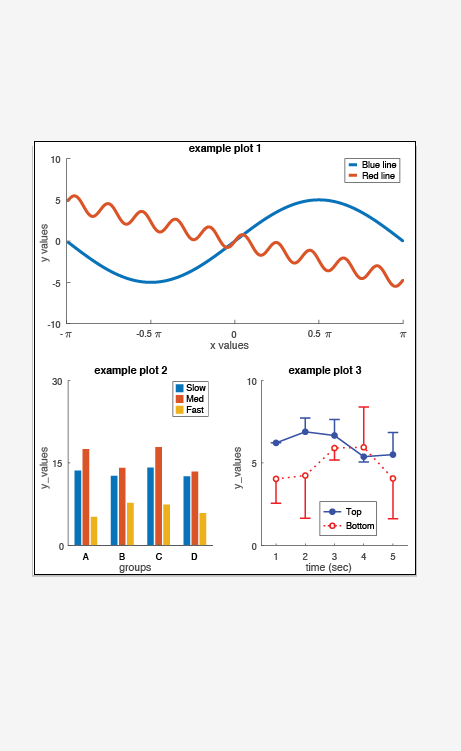 example plot 1
10
5
0
-5
-10
y values
Blue line
Red line
- π
-0.5 π
0
0.5 π
π
x values
example plot 2
30
15
0
y_values
Slow
Med
Fast
A B C D
groups
example plot 3
10
5
0
y_values
Top
Bottom
1 2 3 4 5
time (sec)